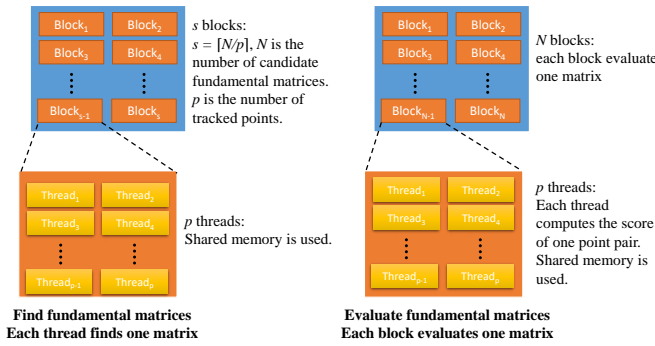 Block1 Block2
Block3 Block4
Blocks-1 Blocks
s blocks:
s = ⌈N/p⌉, N is the
number of candidate
fundamental matrices.
p is the number of
tracked points.
Thread1 Thread2
Thread3 Thread4
Threadp-1 Threadp
p threads:
Shared memory is used.
Find fundamental matrices
Each thread finds one matrix
Block1 Block2
Block3 Block4
BlockN-1 BlockN
N blocks:
each block evaluate
one matrix
Thread1 Thread2
Thread3 Thread4
Threadp-1 Threadp
p threads:
Each thread
computes the score
of one point pair.
Shared memory is
used.
Evaluate fundamental matrices
Each block evaluates one matrix